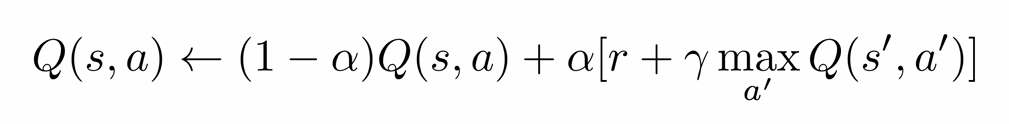 Q(s, a) ← (1 − α)Q(s, a) + α[r + γ max_{a′} Q(s′, a′)]